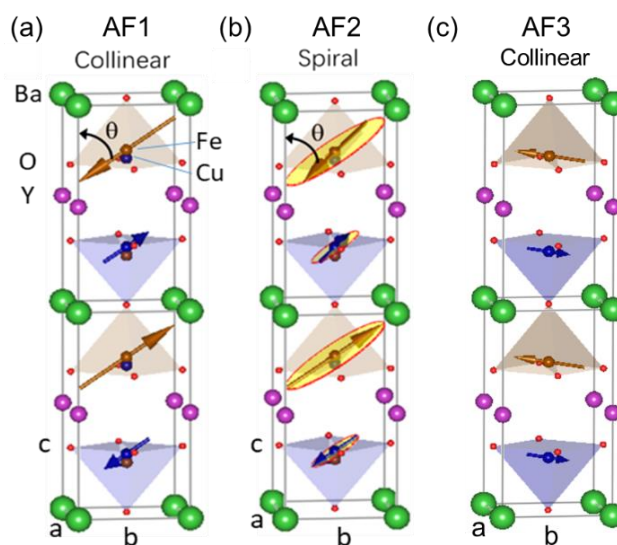 (a) AF1
Collinear
(b) AF2
Spiral
(c) AF3
Collinear
Ba
θ
Fe
O
Cu
Y
c
a
b
θ
c
a
b
a
b